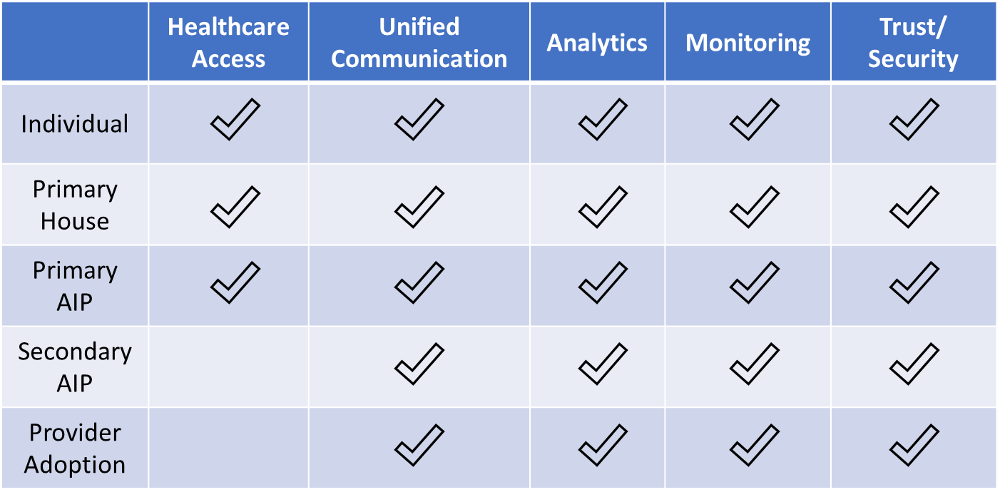 Healthcare
Access
Unified
Communication
Analytics
Monitoring
Trust/
Security
Individual
Primary
House
Primary
AIP
Secondary
AIP
Provider
Adoption